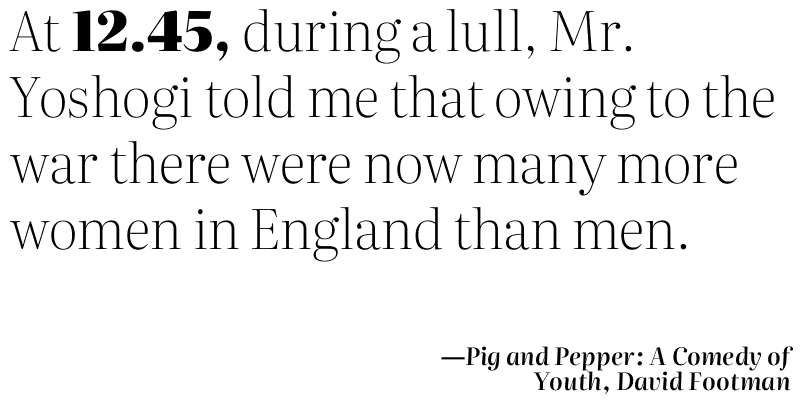 At 12.45, during a lull, Mr.
Yoshogi told me that owing to the
war there were now many more
women in England than men.
—Pig and Pepper: A Comedy of
Youth, David Footman